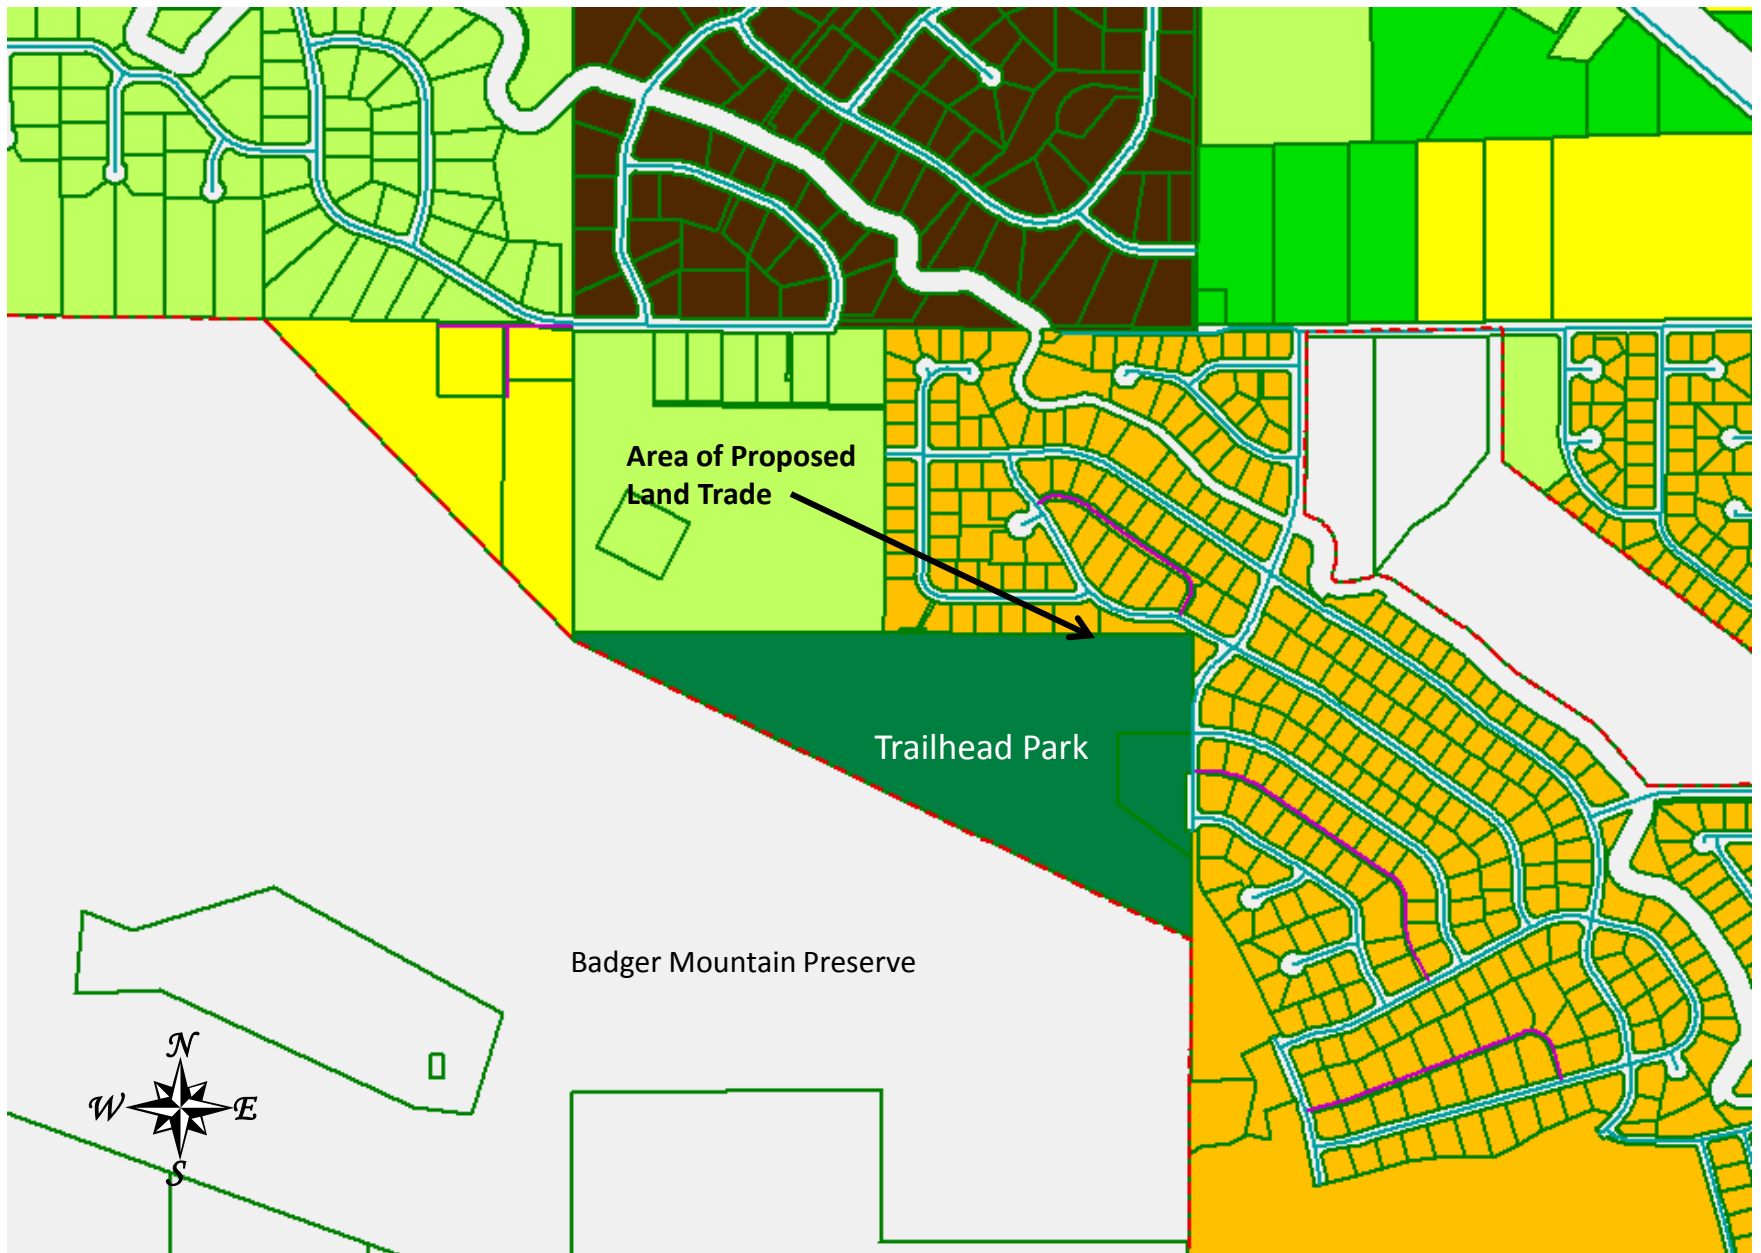 Area of Proposed
Land Trade
Trailhead Park
Badger Mountain Preserve
N
W E
S